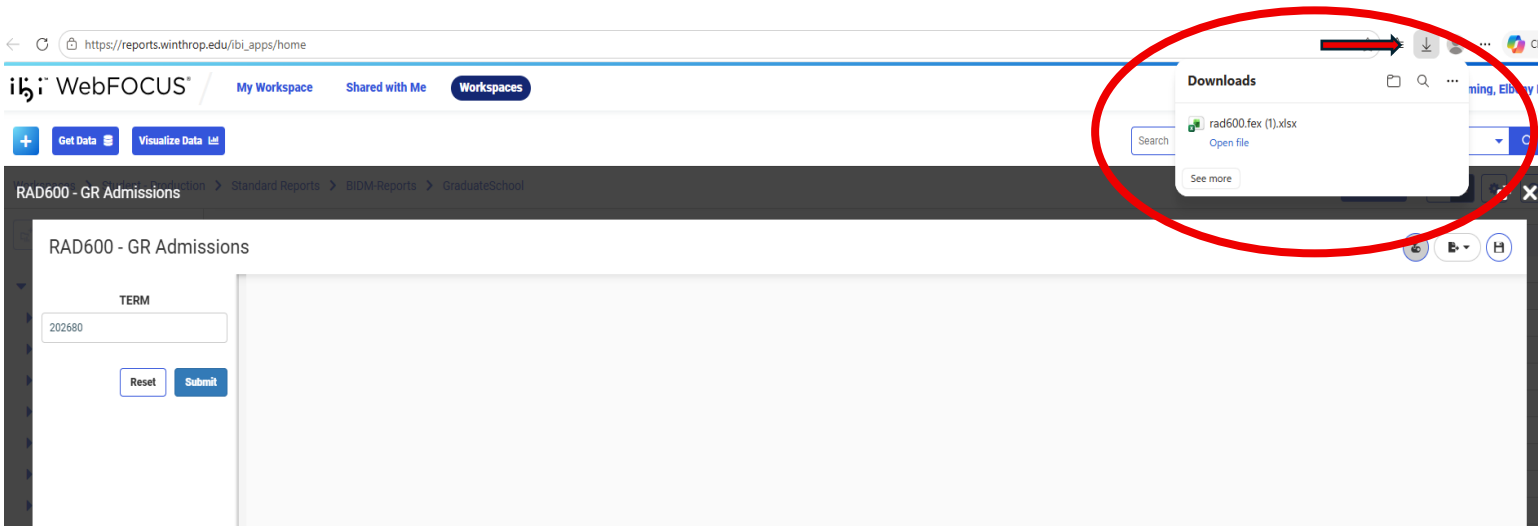 https://reports.winthrop.edu/ibi_apps/home
ibi WebFOCUS® My Workspace Shared with Me Workspaces
Downloads
rad600.fex (1).xlsx
Open file
See more
+ Get Data Visualize Data Search
Standard Reports > BIDM-Reports > GraduateSchool
RAD600 - GR Admissions
RAD600 - GR Admissions
TERM
202680
Reset Submit